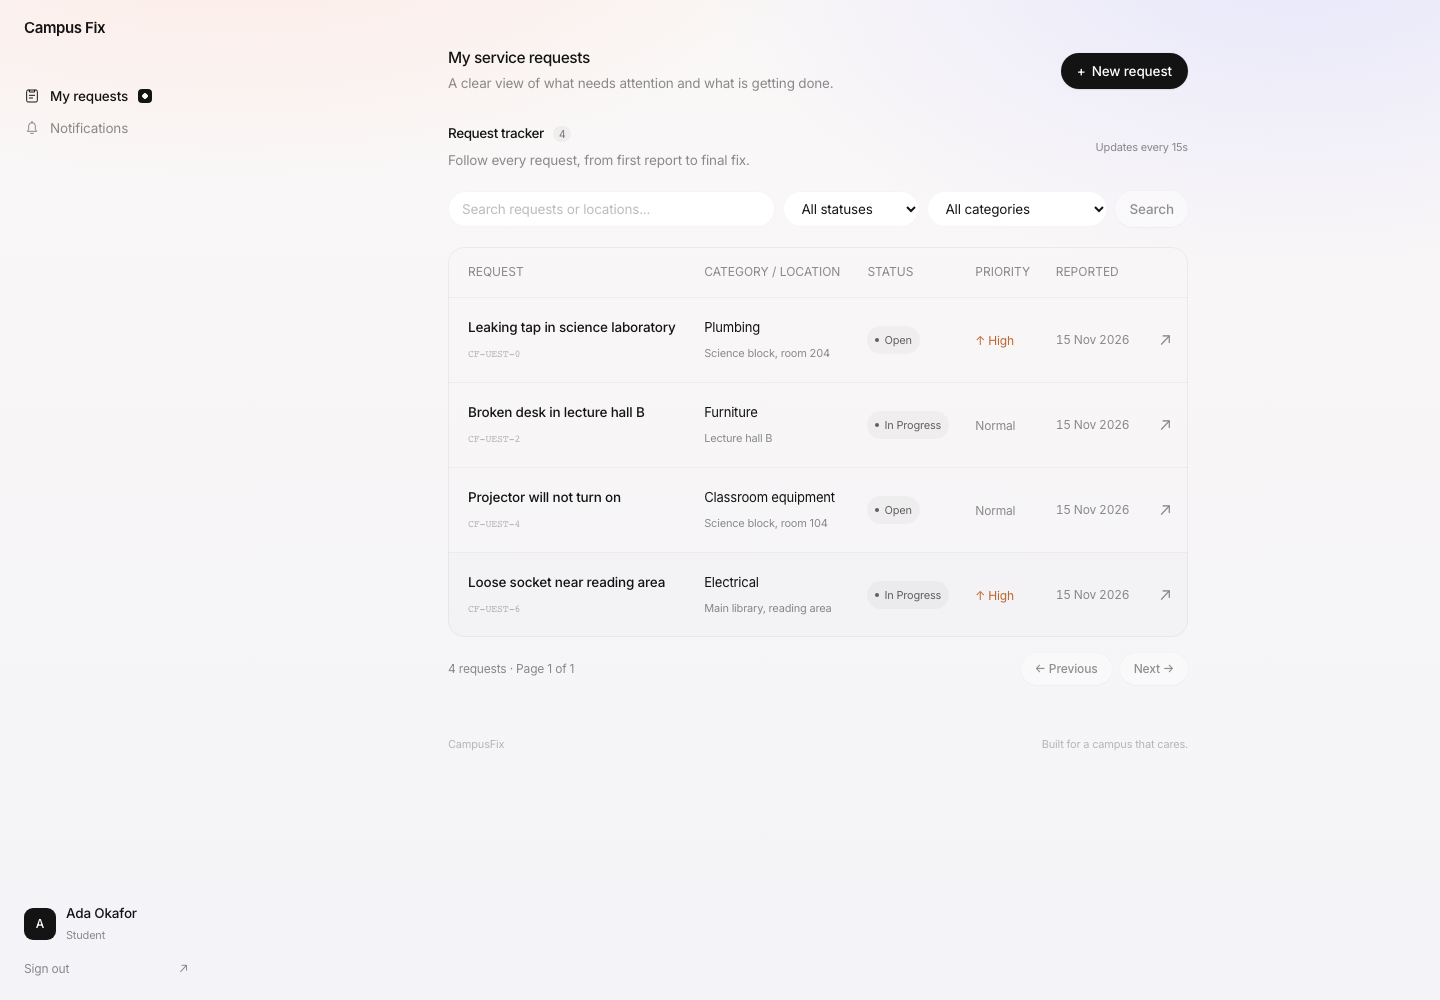 Campus Fix
My requests
Notifications
My service requests
A clear view of what needs attention and what is getting done.
+ New request
Request tracker 4
Follow every request, from first report to final fix.
Updates every 15s
Search requests or locations...
All statuses
All categories
Search
REQUEST CATEGORY / LOCATION STATUS PRIORITY REPORTED
Leaking tap in science laboratory
CF-UEST-0
Plumbing
Science block, room 204
• Open
↑ High
15 Nov 2026 ↗
Broken desk in lecture hall B
CF-UEST-2
Furniture
Lecture hall B
• In Progress
Normal
15 Nov 2026 ↗
Projector will not turn on
CF-UEST-4
Classroom equipment
Science block, room 104
• Open
Normal
15 Nov 2026 ↗
Loose socket near reading area
CF-UEST-6
Electrical
Main library, reading area
• In Progress
↑ High
15 Nov 2026 ↗
4 requests · Page 1 of 1
← Previous
Next →
CampusFix
Built for a campus that cares.
A
Ada Okafor
Student
Sign out ↗